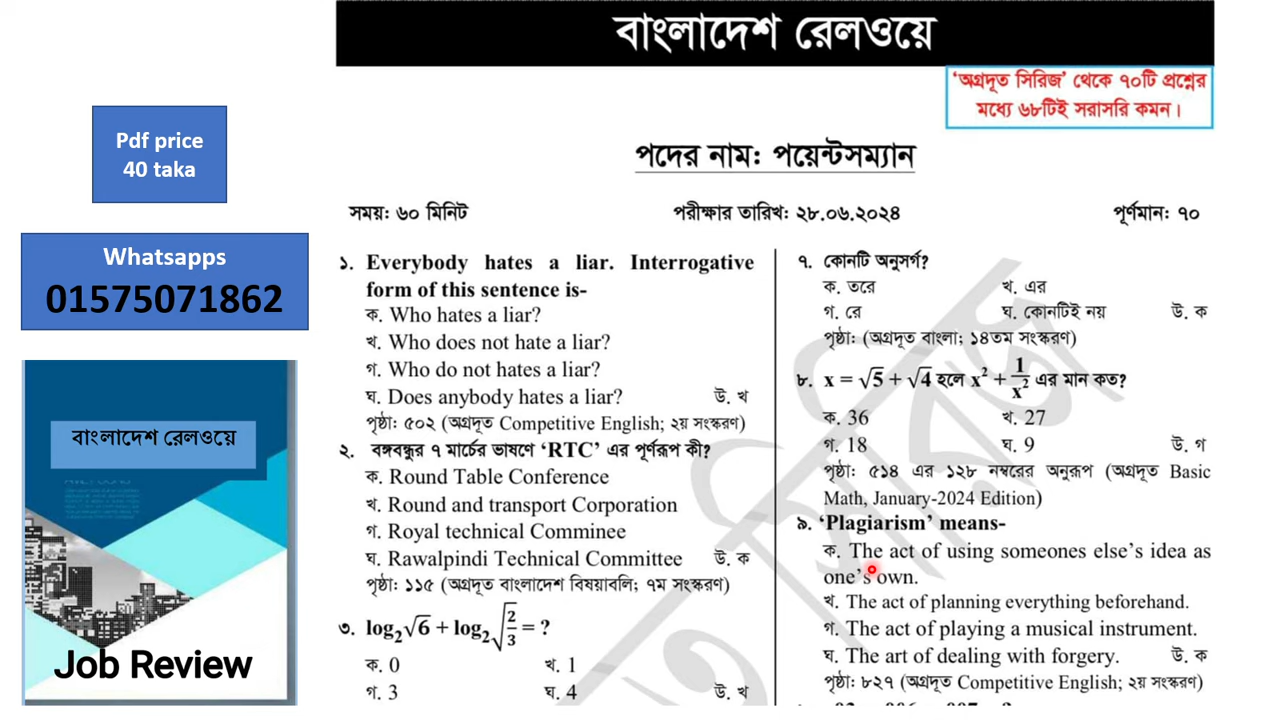 বাংলাদেশ রেলওয়ে
'অগ্রদূত সিরিজ' থেকে ৭০টি প্রশ্নের
মধ্যে ৬৮টিই সরাসরি কমন।
Pdf price
40 taka
Whatsapps
01575071862
বাংলাদেশ রেলওয়ে
Job Review
পদের নাম: পয়েন্টসম্যান
সময়: ৬০ মিনিট
পরীক্ষার তারিখ: ২৮.০৬.২০২৪
পূর্ণমান: ৭০
১. Everybody hates a liar. Interrogative
form of this sentence is-
ক. Who hates a liar?
খ. Who does not hate a liar?
গ. Who do not hates a liar?
ঘ. Does anybody hates a liar? উ. খ
পৃষ্ঠা: ৫০২ (অগ্রদূত Competitive English; ২য় সংস্করণ)
২. বঙ্গবন্ধুর ৭ মার্চের ভাষণে 'RTC' এর পূর্ণরূপ কী?
ক. Round Table Conference
খ. Round and transport Corporation
গ. Royal technical Comminee
ঘ. Rawalpindi Technical Committee উ. ক
পৃষ্ঠা: ১১৫ (অগ্রদূত বাংলাদেশ বিষয়াবলি; ৭ম সংস্করণ)
৩. log₂√6 + log₂√(2/3) = ?
ক. 0 খ. 1
গ. 3 ঘ. 4 উ. খ
৭. কোনটি অনুসর্গ?
ক. তরে খ. এর
গ. রে ঘ. কোনটিই নয় উ. ক
পৃষ্ঠা: (অগ্রদূত বাংলা; ১৪তম সংস্করণ)
৮. x = √5 + √4 হলে x² + 1/x² এর মান কত?
ক. 36 খ. 27
গ. 18 ঘ. 9 উ. গ
পৃষ্ঠা: ৫১৪ এর ১২৮ নম্বরের অনুরূপ (অগ্রদূত Basic
Math, January-2024 Edition)
৯. 'Plagiarism' means-
ক. The act of using someones else's idea as
one's own.
খ. The act of planning everything beforehand.
গ. The act of playing a musical instrument.
ঘ. The art of dealing with forgery. উ. ক
পৃষ্ঠা: ৮২৭ (অগ্রদূত Competitive English; ২য় সংস্করণ)